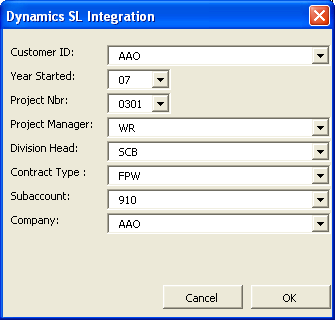 Dynamics SL Integration
Customer ID: AAO
Year Started: 07
Project Nbr: 0301
Project Manager: WR
Division Head: SCB
Contract Type : FPW
Subaccount: 910
Company: AAO
Cancel OK